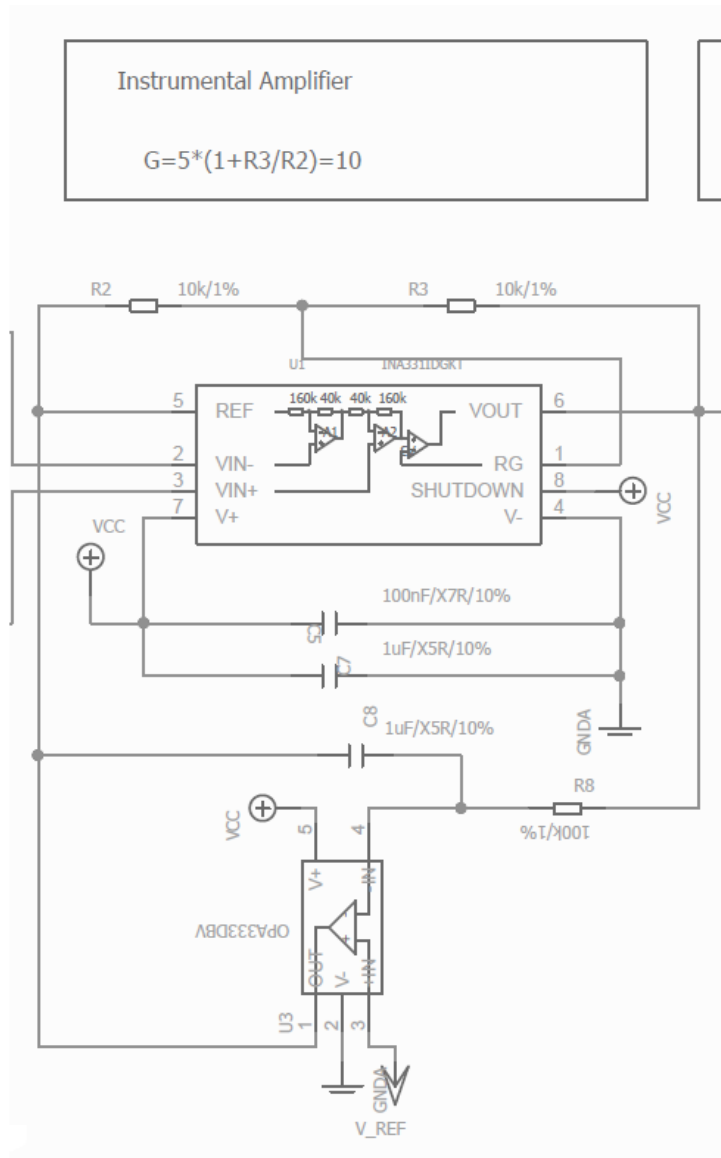 Instrumental Amplifier
G=5*(1+R3/R2)=10
R2 10k/1% R3 10k/1%
U1 INA331IDGKT
160k 40k 40k 160k
5 REF VOUT 6
A1 A2
2 VIN- RG 1
3 VIN+ SHUTDOWN 8
7 V+ V- 4
VCC
VCC
100nF/X7R/10%
C5
1uF/X5R/10%
C7
C8
1uF/X5R/10%
GNDA
R8
100k/1%
VCC
5 4
V+ -IN
OPA333DBV
OUT V- +IN
U3 1 2 3
GNDA
V_REF